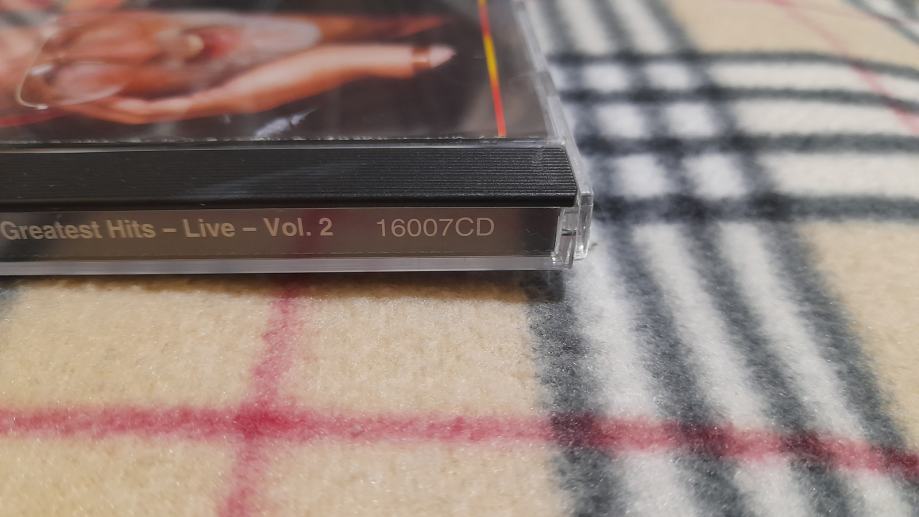 Greatest Hits – Live – Vol. 2 16007CD